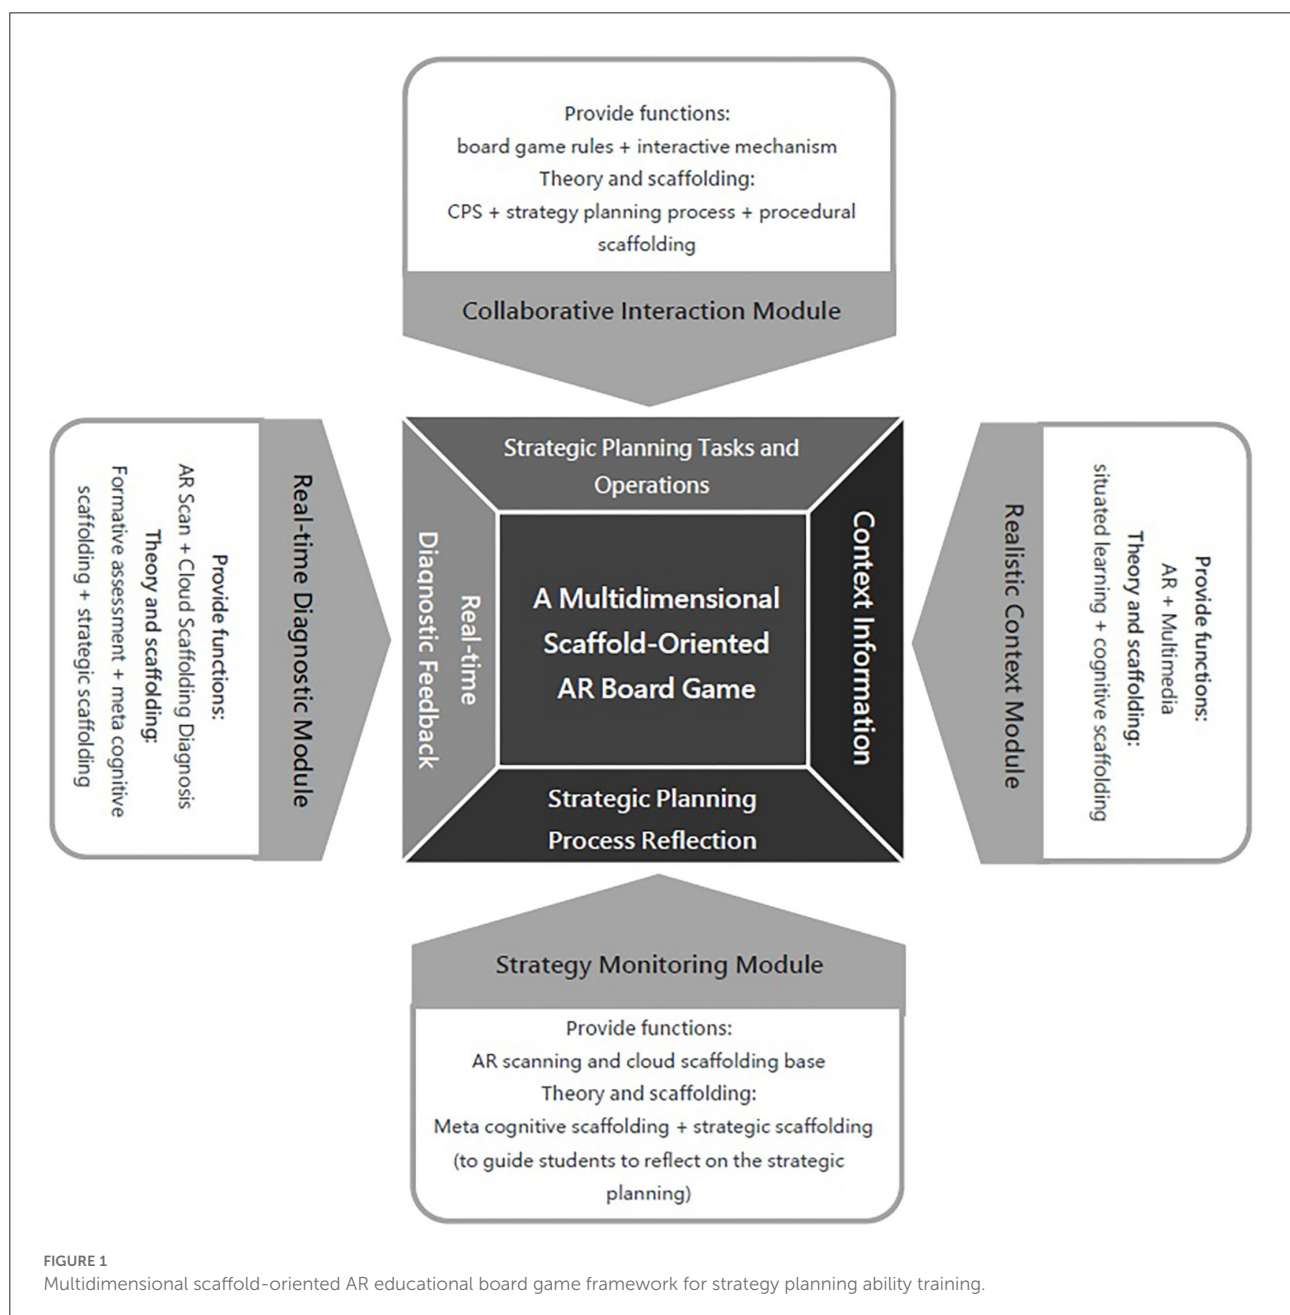 Provide functions:
board game rules + interactive mechanism
Theory and scaffolding:
CPS + strategy planning process + procedural
scaffolding
Collaborative Interaction Module
Strategic Planning Tasks and
Operations
Provide functions:
AR Scan + Cloud Scaffolding Diagnosis
Theory and scaffolding:
Formative assessment + meta cognitive
scaffolding + strategic scaffolding
Real-time Diagnostic Module
Real-time
Diagnostic Feedback
A Multidimensional
Scaffold-Oriented
AR Board Game
Context Information
Realistic Context Module
Provide functions:
AR + Multimedia
Theory and scaffolding:
situated learning + cognitive scaffolding
Strategic Planning
Process Reflection
Strategy Monitoring Module
Provide functions:
AR scanning and cloud scaffolding base
Theory and scaffolding:
Meta cognitive scaffolding + strategic scaffolding
(to guide students to reflect on the strategic
planning)
FIGURE 1
Multidimensional scaffold-oriented AR educational board game framework for strategy planning ability training.